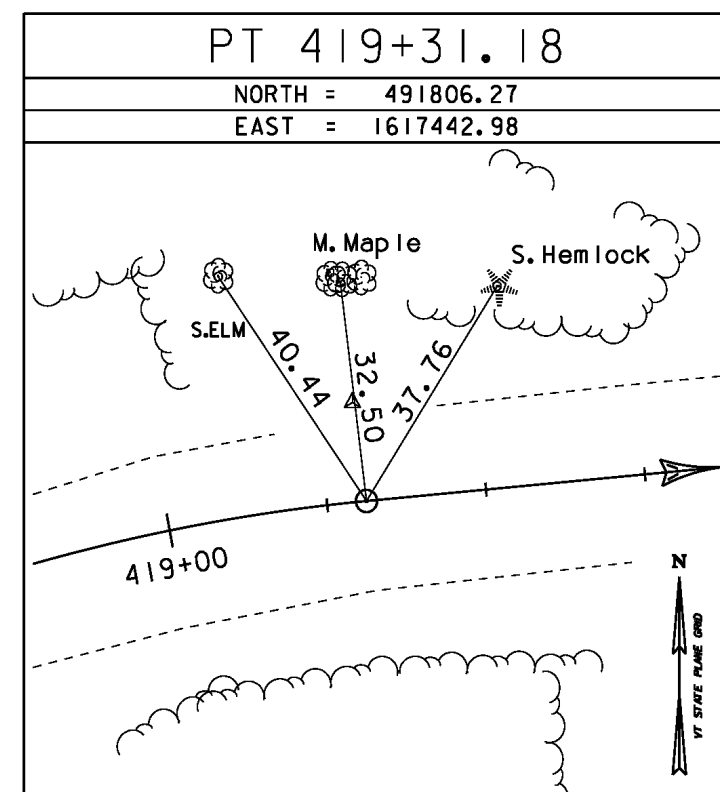 PT 419+31.18
NORTH = 491806.27
EAST = 1617442.98
M. Maple
S. Hemlock
S.ELM
40.44
32.50
37.76
419+00
N
VT STATE PLANE GRID